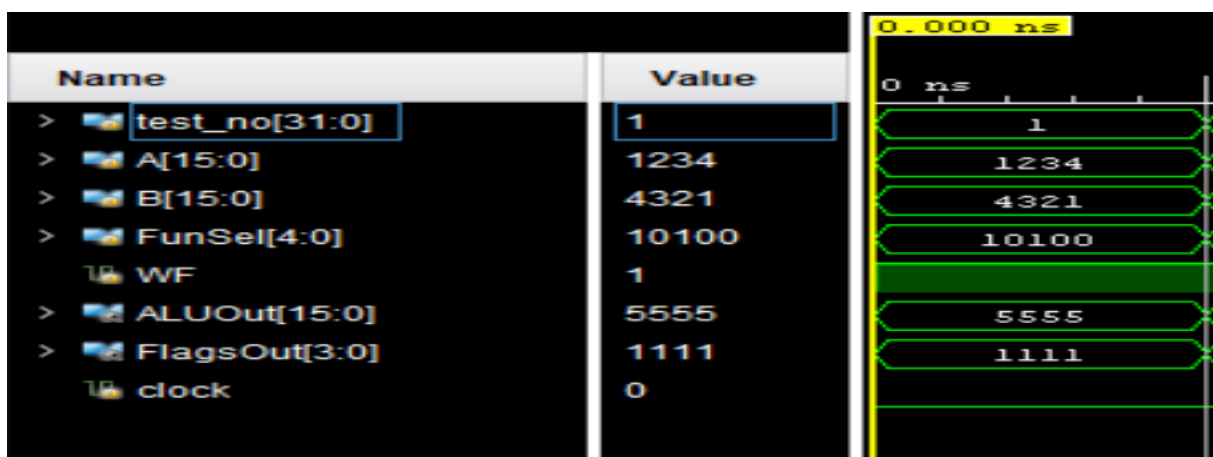 0.000 ns
Name Value 0 ns
> test_no[31:0] 1 1
> A[15:0] 1234 1234
> B[15:0] 4321 4321
> FunSel[4:0] 10100 10100
WF 1
> ALUOut[15:0] 5555 5555
> FlagsOut[3:0] 1111 1111
clock 0